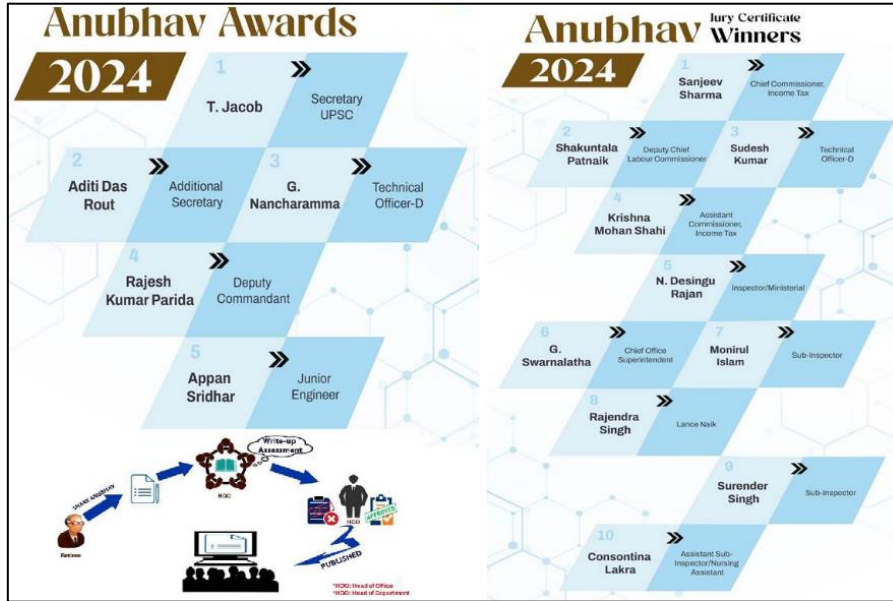 Anubhav Awards
2024
1
T. Jacob
Secretary
UPSC
2
Aditi Das
Rout
Additional
Secretary
3
G.
Nancharamma
Technical
Officer-D
4
Rajesh
Kumar Parida
Deputy
Commandant
5
Appan
Sridhar
Junior
Engineer
SHARE ANUBHAV
Retiree
HOO
Write-up
Assessment
HOD
APPROVED
PUBLISHED
*HOO: Head of Office
*HOD: Head of Department
Anubhav Jury Certificate
Winners
2024
1
Sanjeev
Sharma
Chief Commissioner,
Income Tax
2
Shakuntala
Patnaik
Deputy Chief
Labour Commissioner
3
Sudesh
Kumar
Technical
Officer-D
4
Krishna
Mohan Shahi
Assistant
Commissioner,
Income Tax
5
N. Desingu
Rajan
Inspector/Ministerial
6
G.
Swarnalatha
Chief Office
Superintendent
7
Monirul
Islam
Sub-Inspector
8
Rajendra
Singh
Lance Naik
9
Surender
Singh
Sub-Inspector
10
Consontina
Lakra
Assistant Sub-
Inspector/Nursing
Assistant